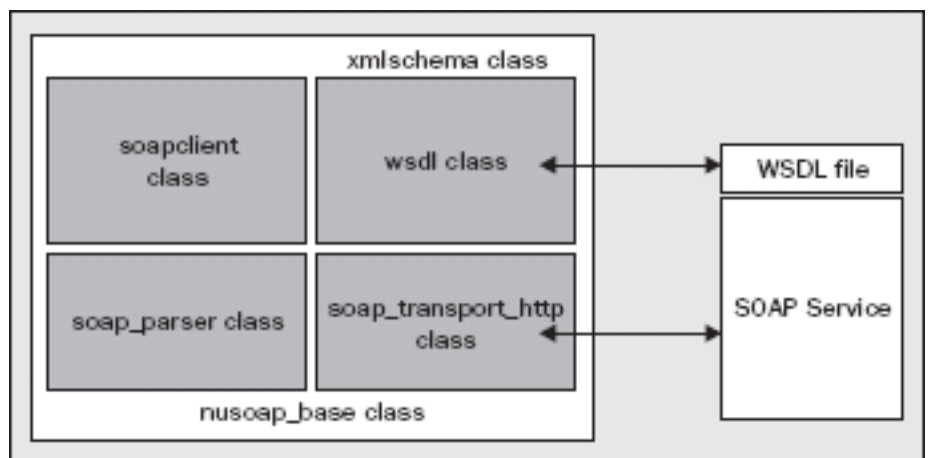 xmlschema class
soapclient
class
wsdl class
WSDL file
soap_parser class
soap_transport_http
class
SOAP Service
nusoap_base class